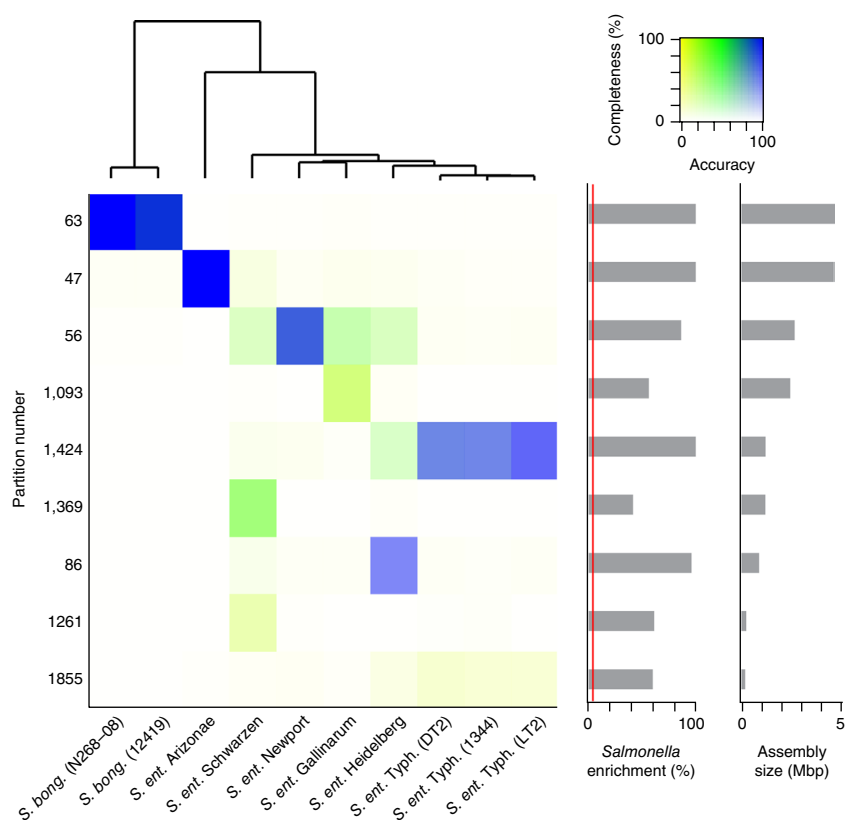 Completeness (%)
100
0
0
100
Accuracy
Partition number
63
47
56
1,093
1,424
1,369
86
1261
1855
S. bong. (N268–08)
S. bong. (12419)
S. ent. Arizonae
S. ent. Schwarzen
S. ent. Newport
S. ent. Gallinarum
S. ent. Heidelberg
S. ent. Typh. (DT2)
S. ent. Typh. (1344)
S. ent. Typh. (LT2)
0
100
Salmonella
enrichment (%)
0
5
Assembly
size (Mbp)